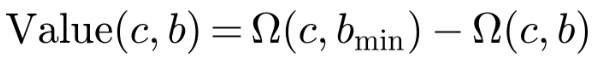 Value(c, b) = Ω(c, b_min) − Ω(c, b)